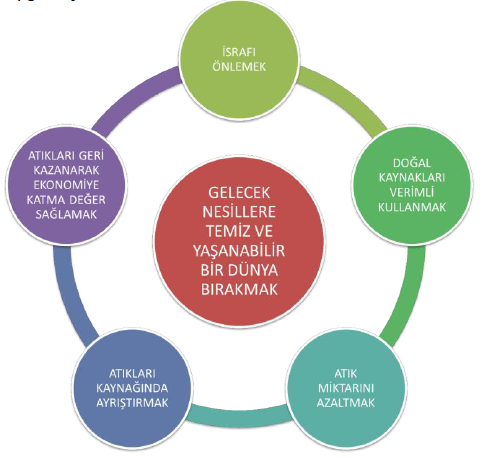 İSRAFI
ÖNLEMEK
DOĞAL
KAYNAKLARI
VERİMLİ
KULLANMAK
ATIK
MİKTARINI
AZALTMAK
ATIKLARI
KAYNAĞINDA
AYRIŞTIRMAK
ATIKLARI GERİ
KAZANARAK
EKONOMİYE
KATMA DEĞER
SAĞLAMAK
GELECEK
NESİLLERE
TEMİZ VE
YAŞANABİLİR
BİR DÜNYA
BIRAKMAK